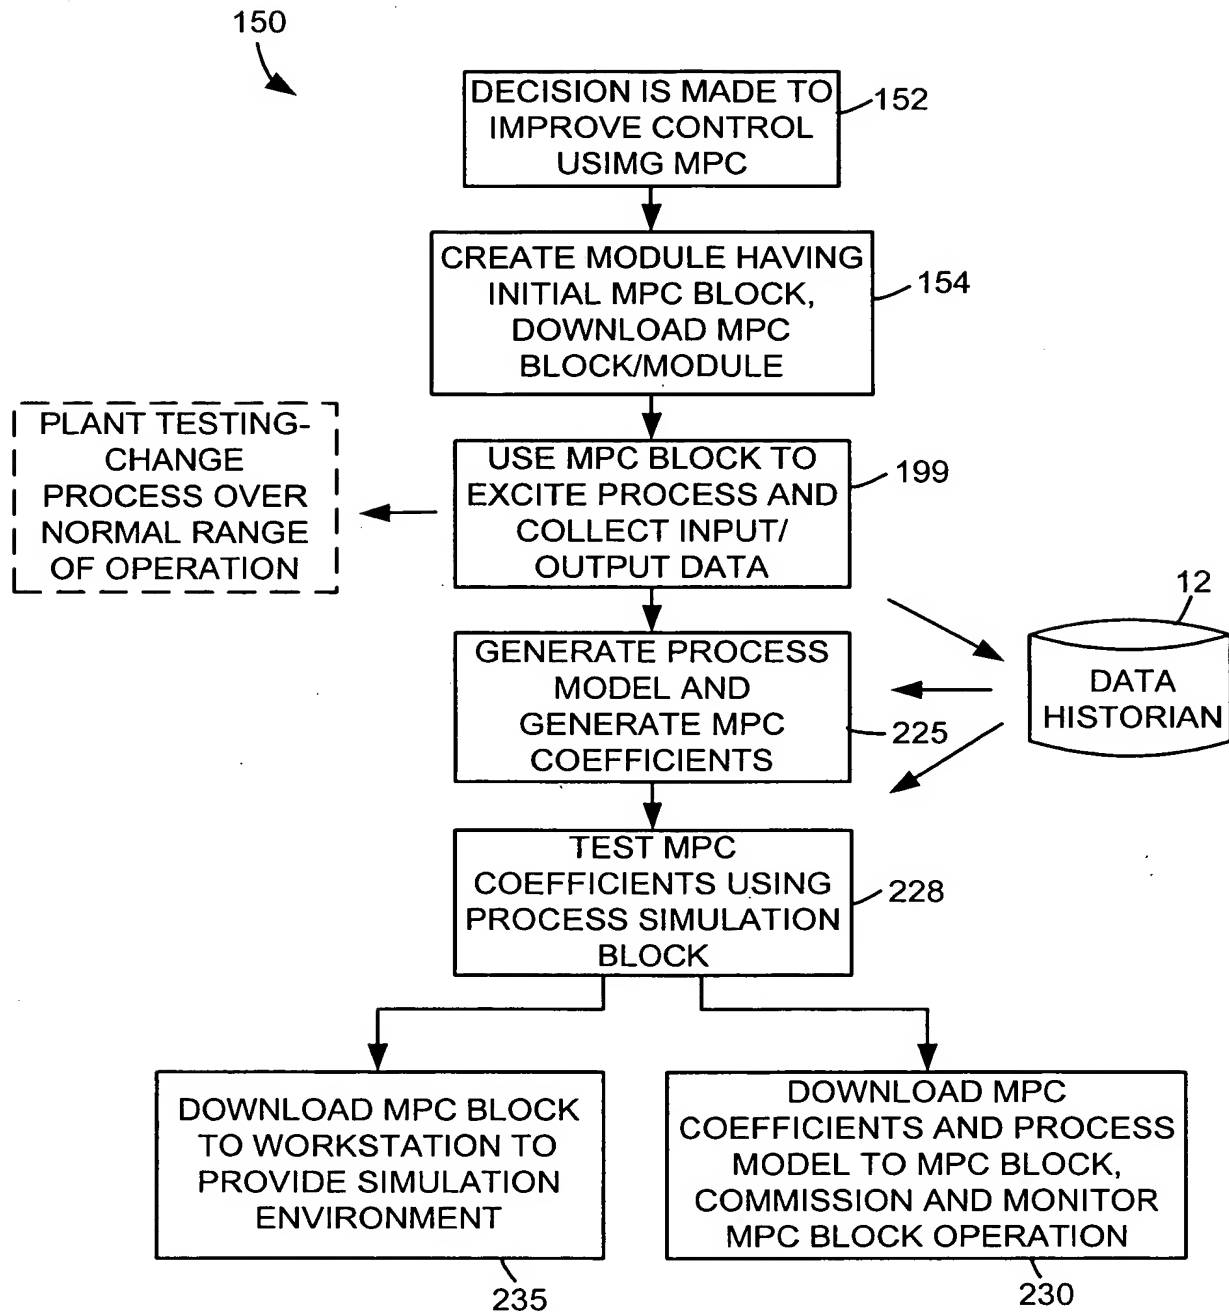 150
DECISION IS MADE TO
IMPROVE CONTROL
USIMG MPC
152
CREATE MODULE HAVING
INITIAL MPC BLOCK,
DOWNLOAD MPC
BLOCK/MODULE
154
PLANT TESTING-
CHANGE
PROCESS OVER
NORMAL RANGE
OF OPERATION
USE MPC BLOCK TO
EXCITE PROCESS AND
COLLECT INPUT/
OUTPUT DATA
199
12
DATA
HISTORIAN
GENERATE PROCESS
MODEL AND
GENERATE MPC
COEFFICIENTS
225
TEST MPC
COEFFICIENTS USING
PROCESS SIMULATION
BLOCK
228
DOWNLOAD MPC BLOCK
TO WORKSTATION TO
PROVIDE SIMULATION
ENVIRONMENT
235
DOWNLOAD MPC
COEFFICIENTS AND PROCESS
MODEL TO MPC BLOCK,
COMMISSION AND MONITOR
MPC BLOCK OPERATION
230